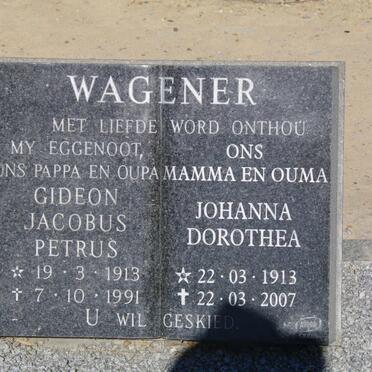 WAGENER
MET LIEFDE WORD ONTHOU
MY EGGENOOT,
ONS PAPPA EN OUPA
GIDEON
JACOBUS
PETRUS
☆ 19 · 3 · 1913
✝ 7 · 10 · 1991
ONS
MAMMA EN OUMA
JOHANNA
DOROTHEA
☆ 22 · 03 · 1913
✝ 22 · 03 · 2007
U WIL GESKIED.